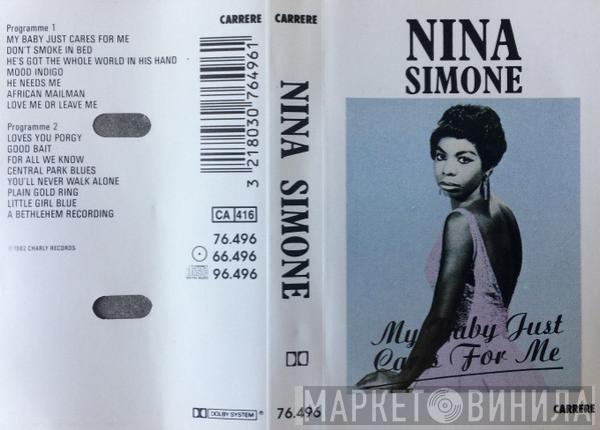 Programme 1
MY BABY JUST CARES FOR ME
DON'T SMOKE IN BED
HE'S GOT THE WHOLE WORLD IN HIS HAND
MOOD INDIGO
HE NEEDS ME
AFRICAN MAILMAN
LOVE ME OR LEAVE ME
Programme 2
LOVES YOU PORGY
GOOD BAIT
FOR ALL WE KNOW
CENTRAL PARK BLUES
YOU'LL NEVER WALK ALONE
PLAIN GOLD RING
LITTLE GIRL BLUE
A BETHLEHEM RECORDING
℗ 1982 CHARLY RECORDS
CARRERE
3 218030 764961
CA 416
76.496
66.496
96.496
DOLBY SYSTEM ®
CARRERE
NINA SIMONE
76.496
NINA
SIMONE
My Baby Just
Cares For Me
CARRERE
МАРКЕТ ВИНИЛА